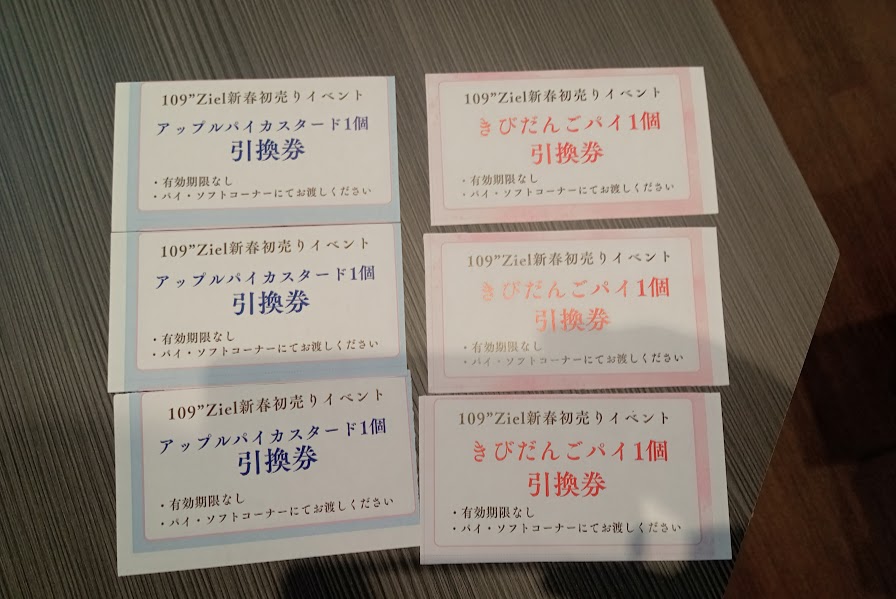 109”Ziel新春初売りイベント
アップルパイカスタード1個
引換券
・有効期限なし
・パイ・ソフトコーナーにてお渡しください
109”Ziel新春初売りイベント
アップルパイカスタード1個
引換券
・有効期限なし
・パイ・ソフトコーナーにてお渡しください
109”Ziel新春初売りイベント
アップルパイカスタード1個
引換券
・有効期限なし
・パイ・ソフトコーナーにてお渡しください
109”Ziel新春初売りイベント
きびだんごパイ1個
引換券
・有効期限なし
・パイ・ソフトコーナーにてお渡しください
109”Ziel新春初売りイベント
きびだんごパイ1個
引換券
・有効期限なし
・パイ・ソフトコーナーにてお渡しください
109”Ziel新春初売りイベント
きびだんごパイ1個
引換券
・有効期限なし
・パイ・ソフトコーナーにてお渡しください